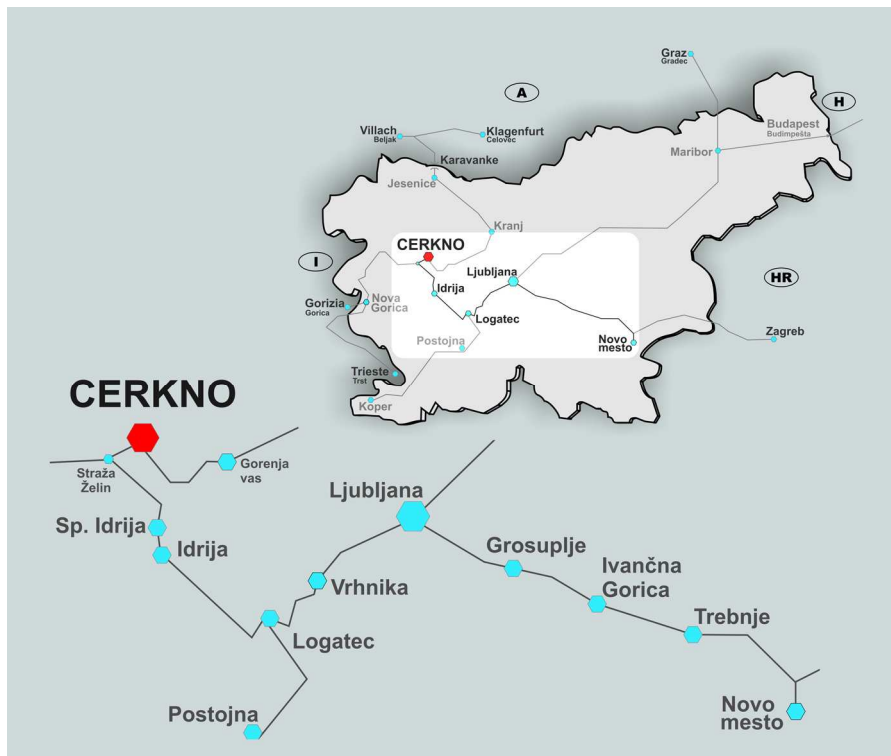 Graz
Gradec
A
H
Budapest
Budimpešta
Villach
Beljak
Klagenfurt
Celovec
Karavanke
Maribor
Jesenice
Kranj
CERKNO
I
Ljubljana
HR
Idrija
Gorizia
Gorica
Nova
Gorica
Logatec
Postojna
Novo
mesto
Zagreb
Trieste
Trst
Koper
CERKNO
Straža
Želin
Gorenja
vas
Ljubljana
Sp. Idrija
Idrija
Grosuplje
Ivančna
Gorica
Vrhnika
Trebnje
Logatec
Postojna
Novo
mesto